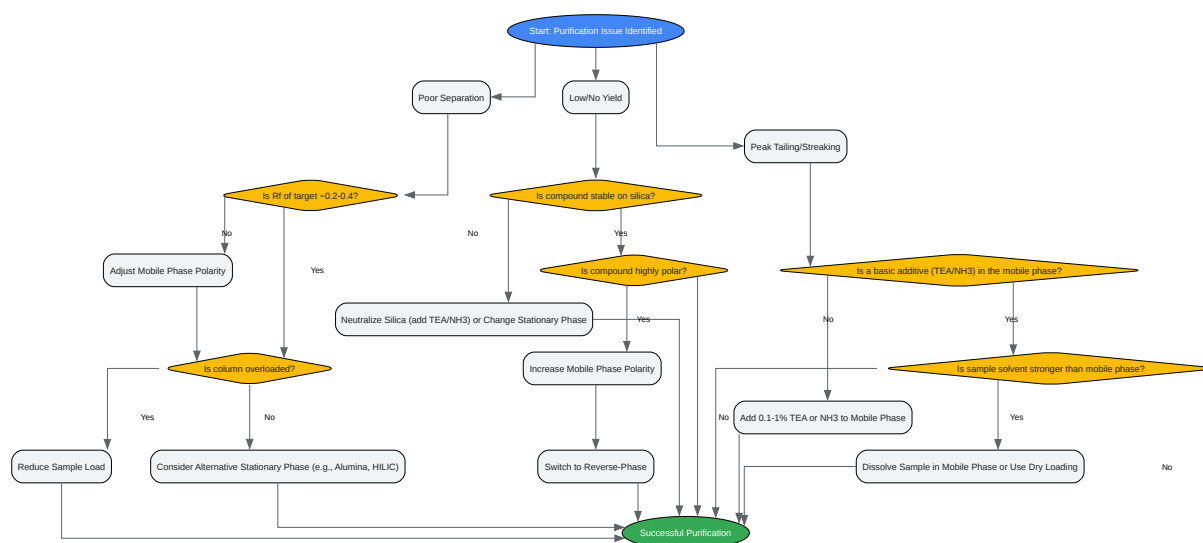 Start: Purification Issue Identified
Poor Separation
Low/No Yield
Peak Tailing/Streaking
Is Rf of target ~0.2-0.4?
Is compound stable on silica?
No
No
Yes
Adjust Mobile Phase Polarity
Yes
Is compound highly polar?
Is a basic additive (TEA/NH3) in the mobile phase?
Neutralize Silica (add TEA/NH3) or Change Stationary Phase
Yes
No
Yes
Is column overloaded?
Increase Mobile Phase Polarity
Is sample solvent stronger than mobile phase?
Yes
No
No
Add 0.1-1% TEA or NH3 to Mobile Phase
Yes
Reduce Sample Load
Consider Alternative Stationary Phase (e.g., Alumina, HILIC)
Switch to Reverse-Phase
Dissolve Sample in Mobile Phase or Use Dry Loading
No
Successful Purification